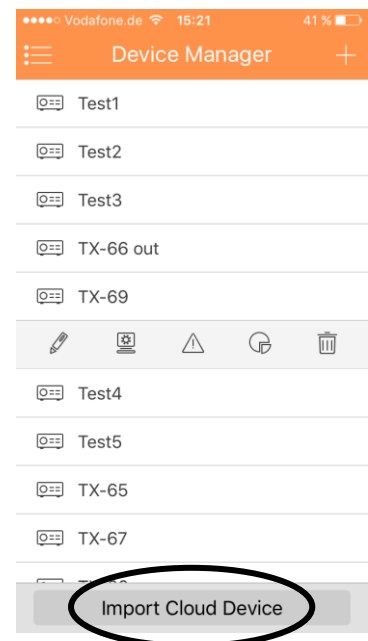 Vodafone.de 15:21 41 %
Device Manager
Test1
Test2
Test3
TX-66 out
TX-69
Test4
Test5
TX-65
TX-67
Import Cloud Device